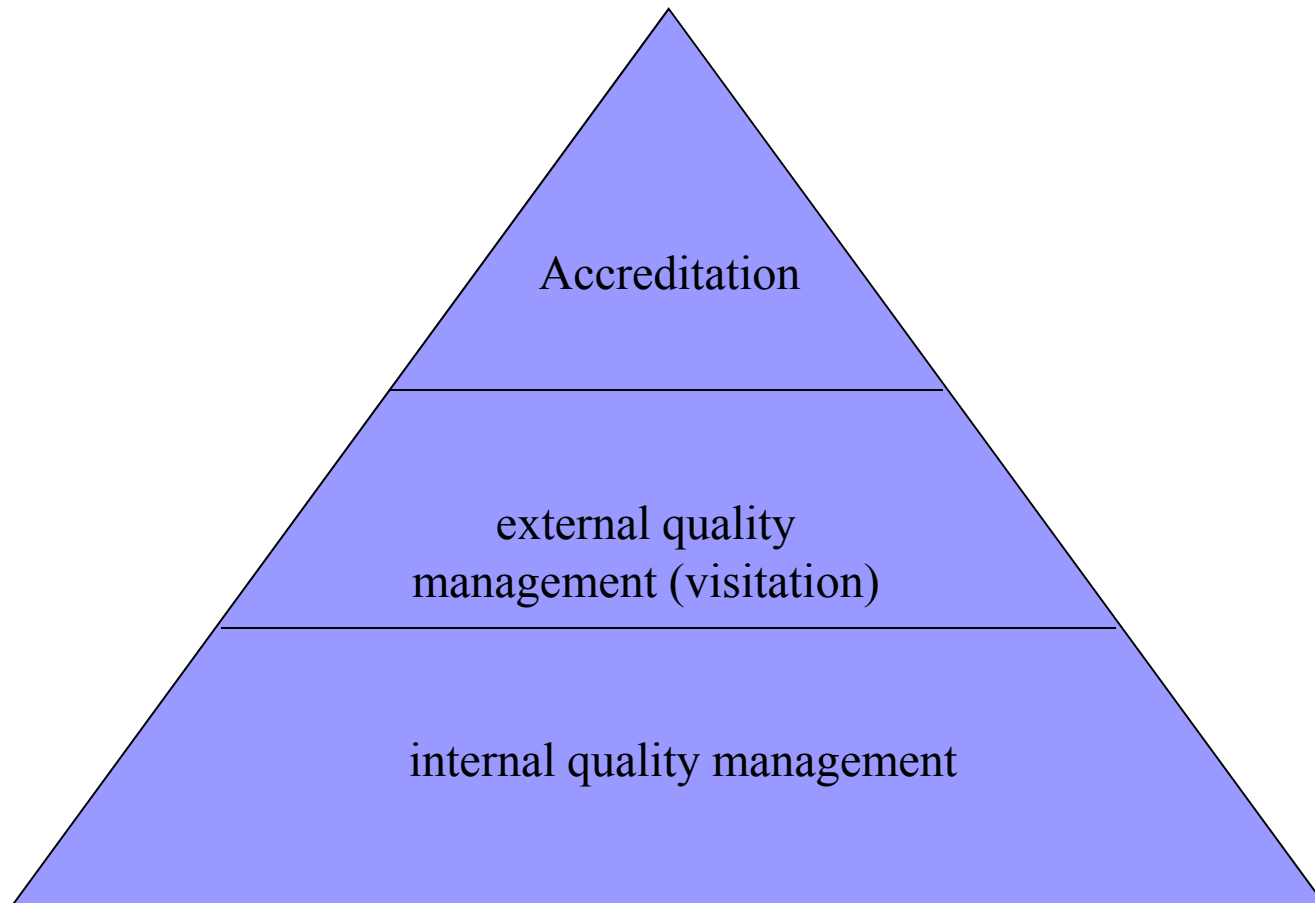 Accreditation
external quality
management (visitation)
internal quality management